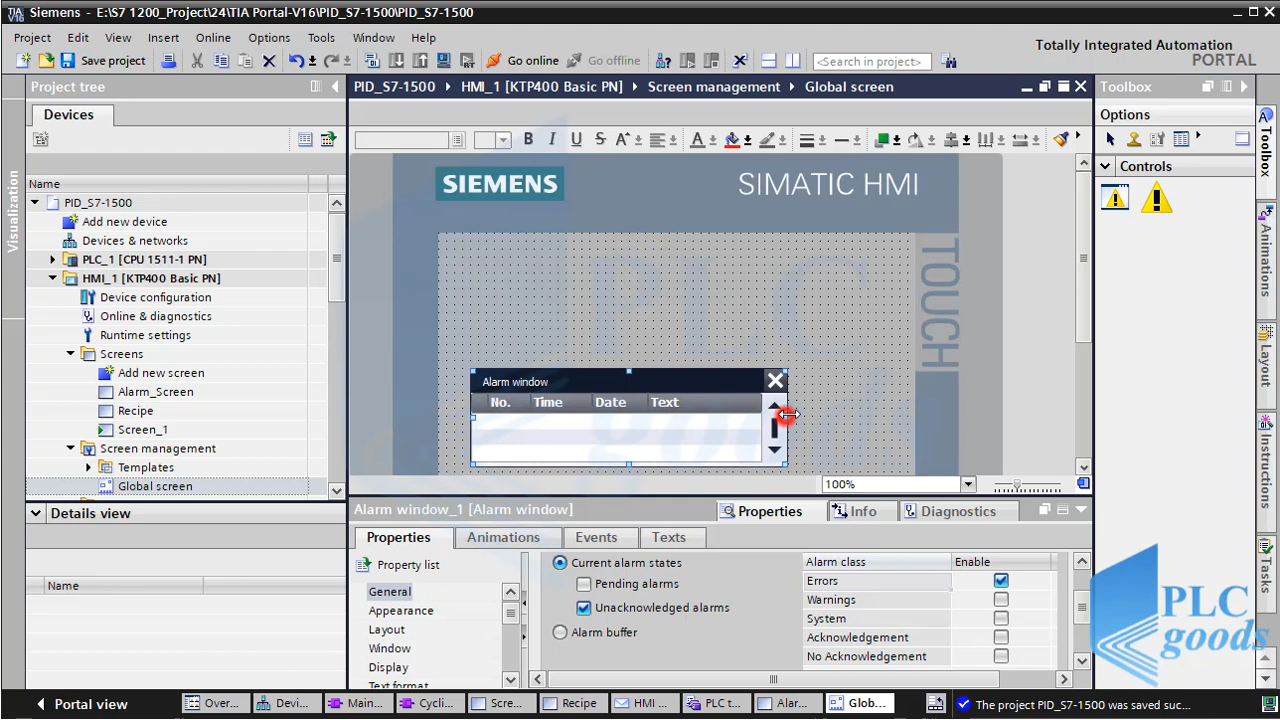 Siemens - E:\S7 1200_Project\24\TIA Portal-V16\PID_S7-1500\PID_S7-1500
Project Edit View Insert Online Options Tools Window Help
Save project
Go online
Go offline
<Search in project>
Totally Integrated Automation
PORTAL
Project tree
PID_S7-1500 HMI_1 [KTP400 Basic PN] Screen management Global screen
Toolbox
Devices
Options
Visualization
Name
PID_S7-1500
Add new device
Devices & networks
PLC_1 [CPU 1511-1 PN]
HMI_1 [KTP400 Basic PN]
Device configuration
Online & diagnostics
Runtime settings
Screens
Add new screen
Alarm_Screen
Recipe
Screen_1
Screen management
Templates
Global screen
B I U S A A
SIEMENS
SIMATIC HMI
TOUCH
PLC
goods
Alarm window
No. Time Date Text
100%
Controls
Toolbox
Animations
Layout
Instructions
Tasks
Details view
Name
Alarm window_1 [Alarm window]
Properties Info Diagnostics
Properties Animations Events Texts
Property list
General
Appearance
Layout
Window
Display
Text format
Current alarm states
Pending alarms
Unacknowledged alarms
Alarm buffer
Alarm class Enable
Errors
Warnings
System
Acknowledgement
No Acknowledgement
PLC
goods
Portal view
Over... Devi... Main... Cycli... Scre... Recipe HMI ... PLC t... Alar... Glob...
The project PID_S7-1500 was saved suc...